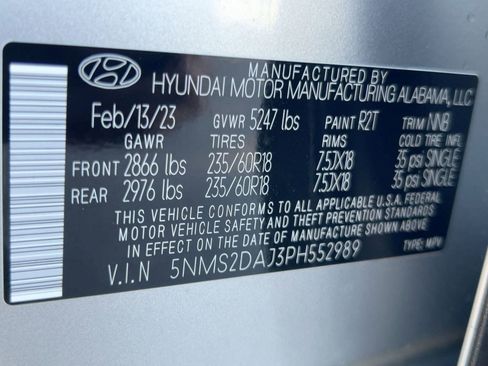 MANUFACTURED BY
HYUNDAI MOTOR MANUFACTURING ALABAMA, LLC
Feb/13/23 GVWR 5247 lbs PAINT R2T TRIM NNB
GAWR TIRES RIMS COLD TIRE INFL
FRONT 2866 lbs 235/60R18 7.5JX18 35 psi SINGLE
REAR 2976 lbs 235/60R18 7.5JX18 35 psi SINGLE
THIS VEHICLE CONFORMS TO ALL APPLICABLE U.S.A. FEDERAL
MOTOR VEHICLE SAFETY AND THEFT PREVENTION STANDARDS
IN EFFECT ON THE DATE OF MANUFACTURE SHOWN ABOVE.
V.I.N 5NMS2DAJ3PH552989 TYPE: MPV